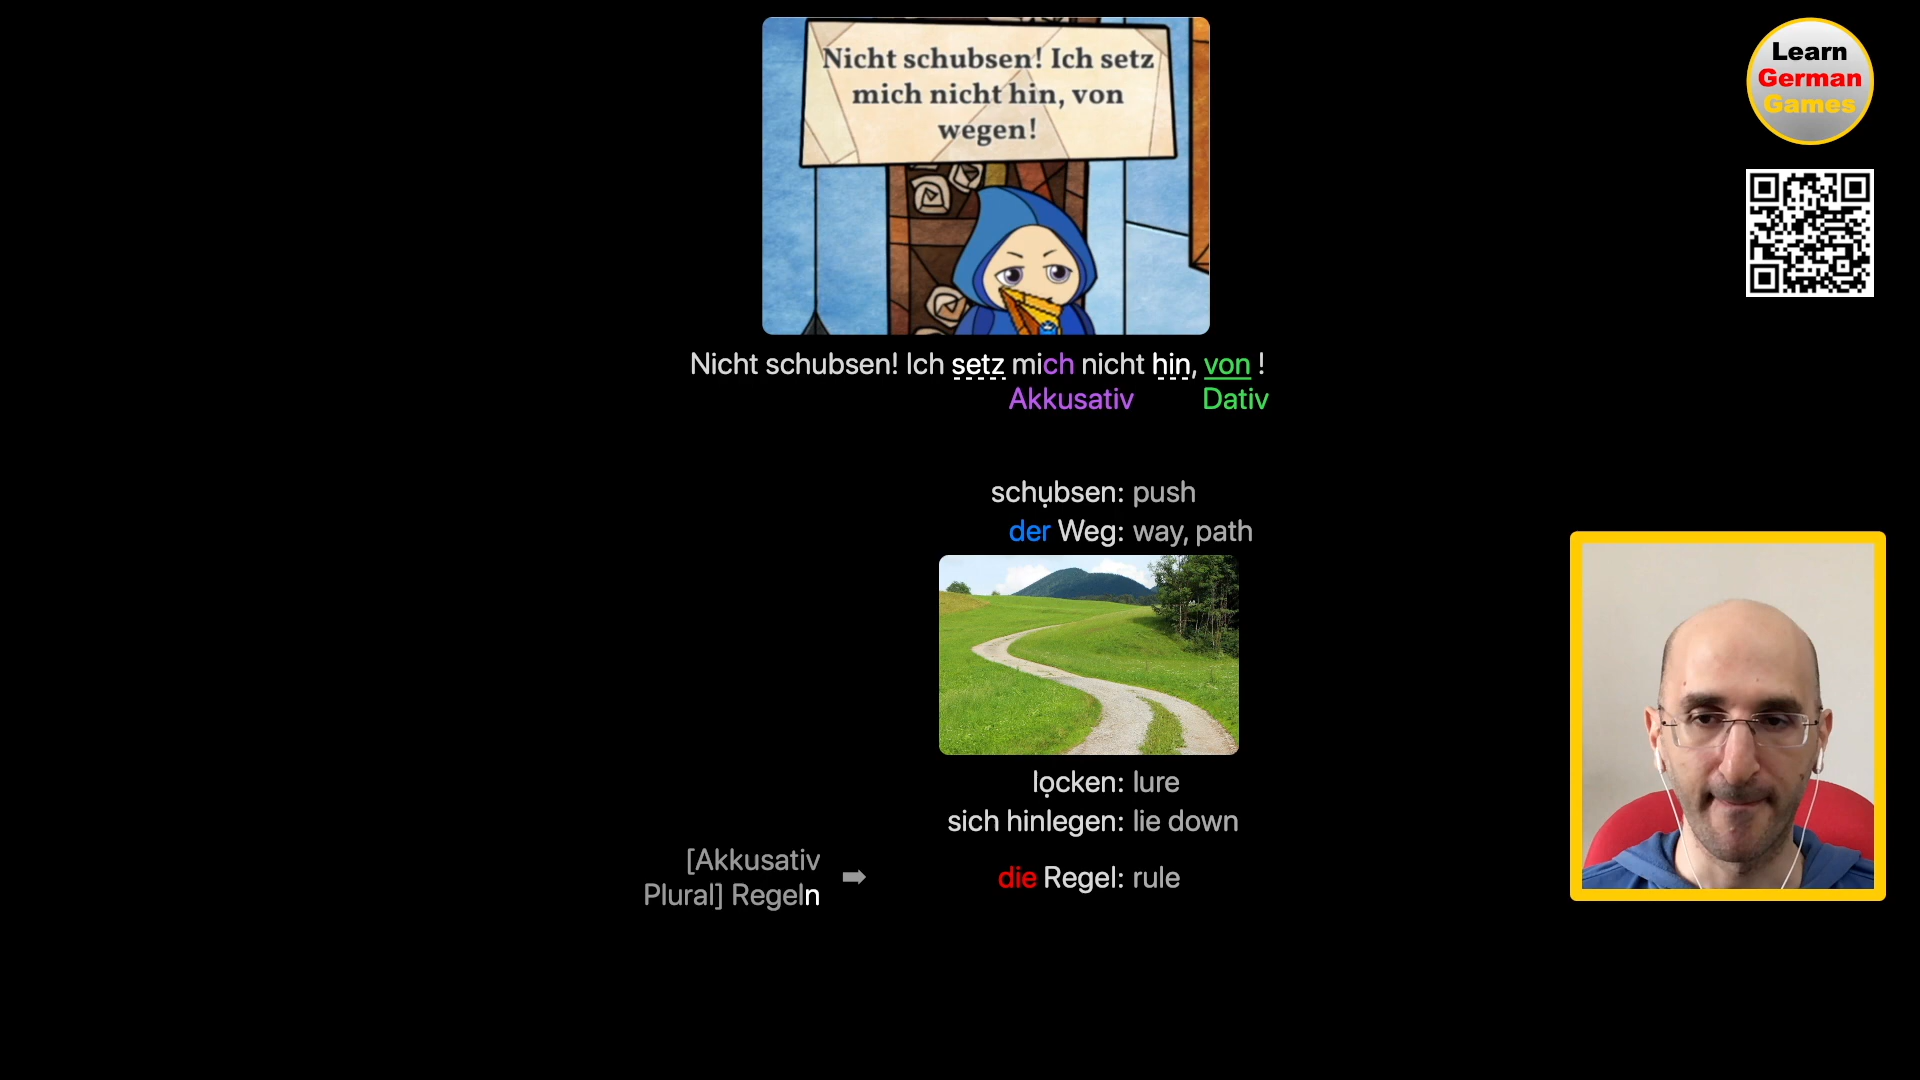 Nicht schubsen! Ich setz
mich nicht hin, von
wegen!
Learn
German
Games
Nicht schubsen! Ich setz mich nicht hin, von !
Akkusativ Dativ
schụbsen: push
der Weg: way, path
lọcken: lure
sich hinlegen: lie down
[Akkusativ
Plural] Regeln
➡
die Regel: rule